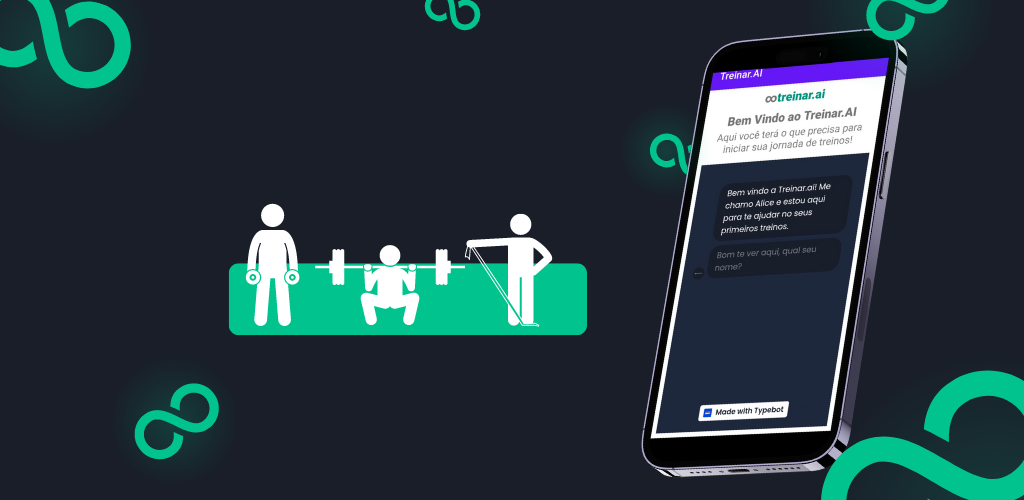 Treinar.AI
treinar.ai
Bem Vindo ao Treinar.AI
Aqui você terá o que precisa para
iniciar sua jornada de treinos!
Bem vindo a Treinar.ai! Me
chamo Alice e estou aqui
para te ajudar no seus
primeiros treinos.
Bom te ver aqui, qual seu
nome?
Made with Typebot